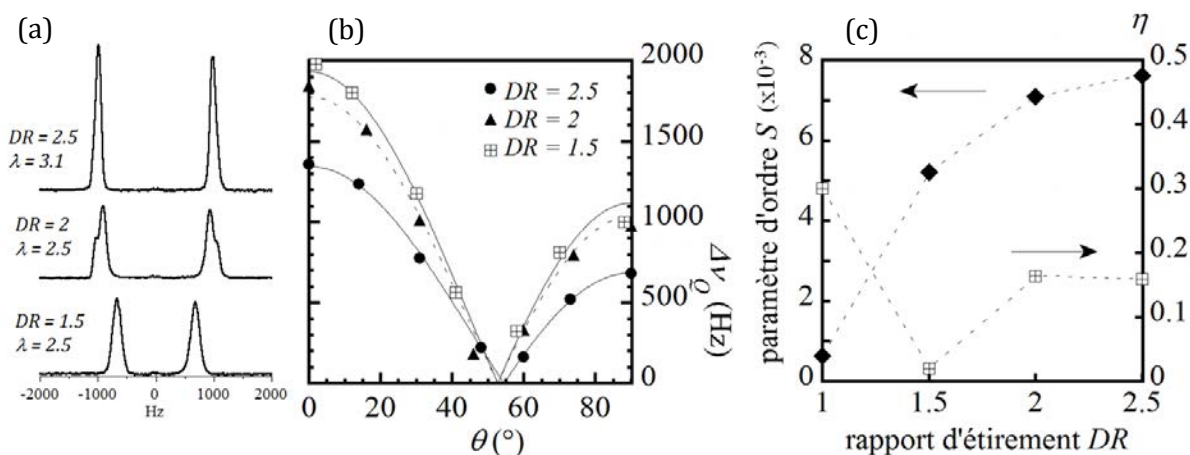 (a)
DR = 2.5
λ = 3.1
DR = 2
λ = 2.5
DR = 1.5
λ = 2.5
-2000 -1000 0 1000 2000
Hz
(b)
DR = 2.5
DR = 2
DR = 1.5
2000
1500
1000
500
0
Δν_Q (Hz)
0 20 40 60 80
θ (°)
(c)
η
paramètre d'ordre S (x10⁻³)
8
6
4
2
0
0.5
0.4
0.3
0.2
0.1
0
1 1.5 2 2.5
rapport d'étirement DR